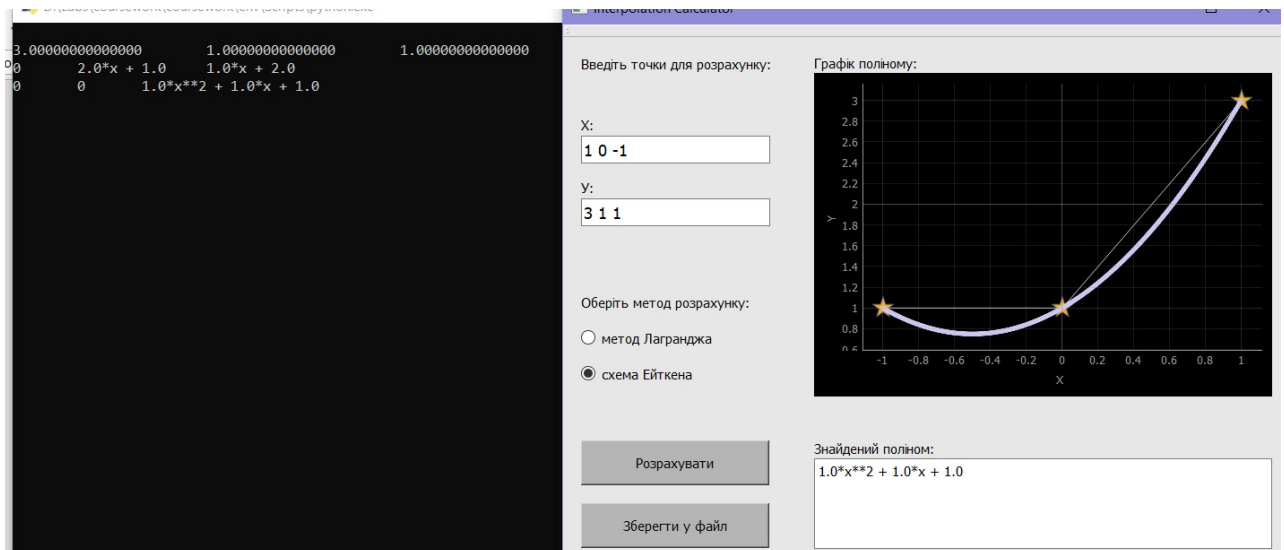 Interpolation Calculator
3.00000000000000 1.00000000000000 1.00000000000000
0 2.0*x + 1.0 1.0*x + 2.0
0 0 1.0*x**2 + 1.0*x + 1.0
Введіть точки для розрахунку:
X:
1 0 -1
У:
3 1 1
Оберіть метод розрахунку:
метод Лагранджа
схема Ейткена
Розрахувати
Зберегти у файл
Графік поліному:
3
2.8
2.6
2.4
2.2
2
1.8
1.6
1.4
1.2
1
0.8
0.6
Y
-1 -0.8 -0.6 -0.4 -0.2 0 0.2 0.4 0.6 0.8 1
X
Знайдений поліном:
1.0*x**2 + 1.0*x + 1.0